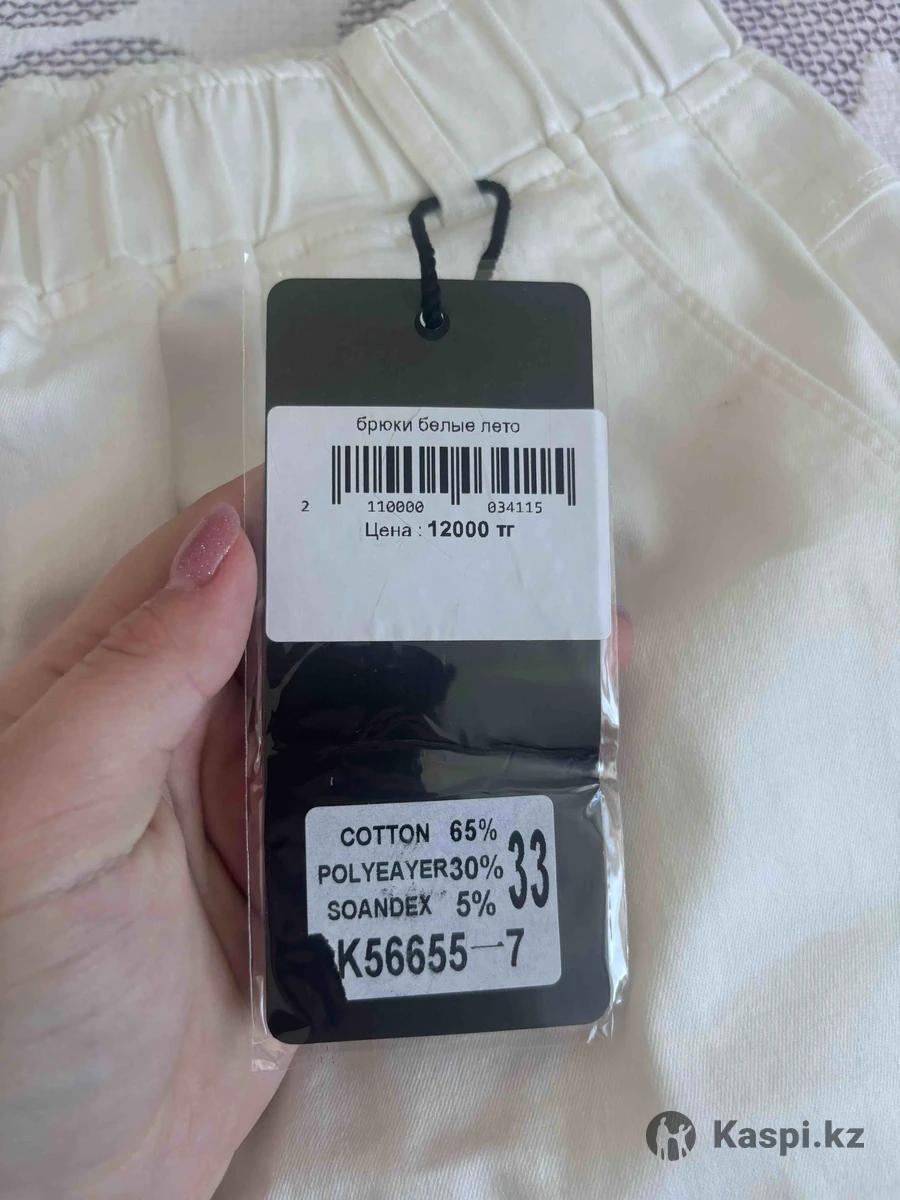 брюки белые лето
2 110000 034115
Цена : 12000 тг
COTTON 65%
POLYEAYER30%
SOANDEX 5%
33
K56655-7
Kaspi.kz